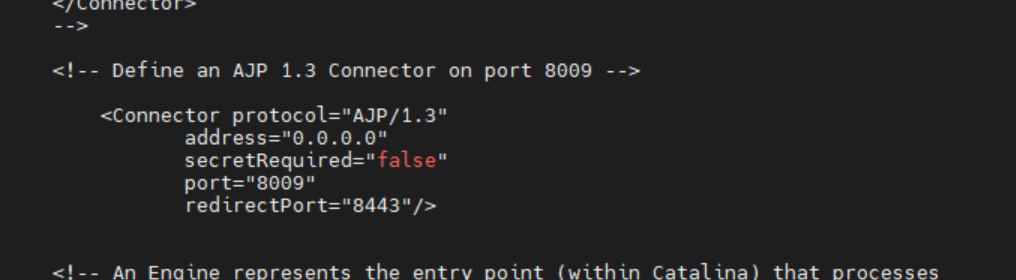 </Connector>
-->
<!-- Define an AJP 1.3 Connector on port 8009 -->
<Connector protocol="AJP/1.3"
address="0.0.0.0"
secretRequired="false"
port="8009"
redirectPort="8443"/>
<!-- An Engine represents the entry point (within Catalina) that processes